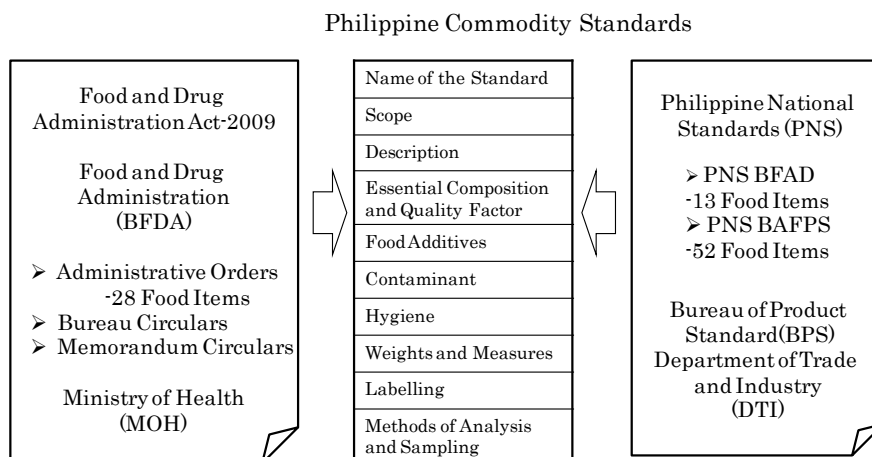 Philippine Commodity Standards
Food and Drug
Administration Act-2009
Food and Drug
Administration
(BFDA)
➢ Administrative Orders
-28 Food Items
➢ Bureau Circulars
➢ Memorandum Circulars
Ministry of Health
(MOH)
Name of the Standard
Scope
Description
Essential Composition
and Quality Factor
Food Additives
Contaminant
Hygiene
Weights and Measures
Labelling
Methods of Analysis
and Sampling
Philippine National
Standards (PNS)
➢ PNS BFAD
-13 Food Items
➢ PNS BAFPS
-52 Food Items
Bureau of Product
Standard(BPS)
Department of Trade
and Industry
(DTI)